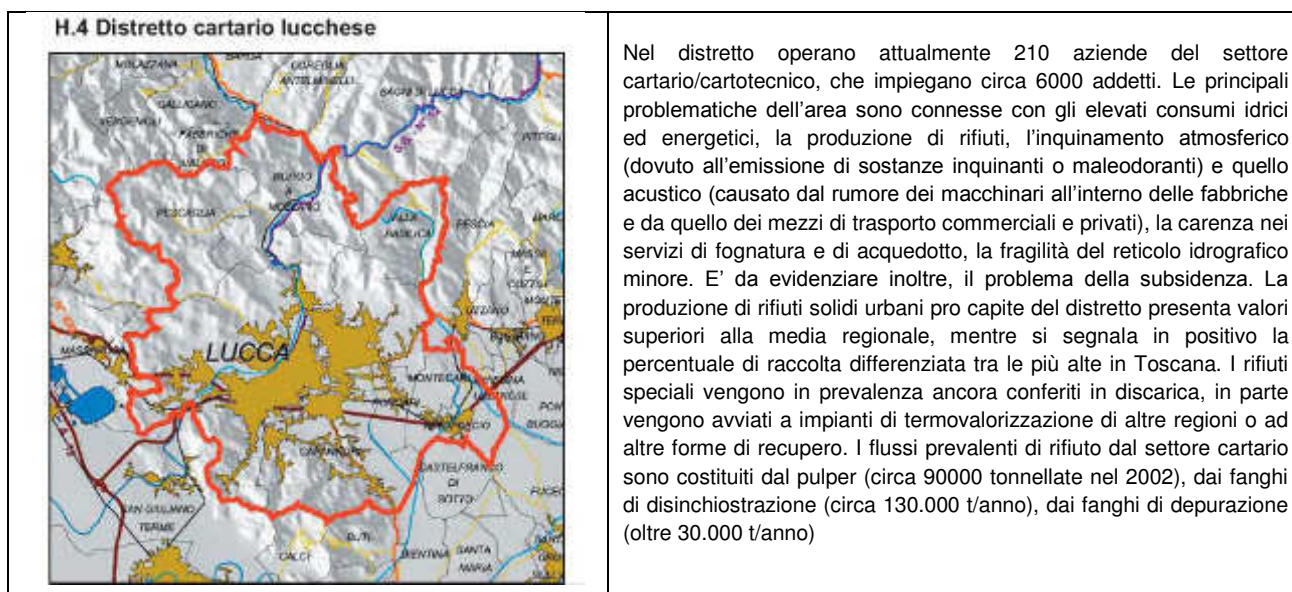 H.4 Distretto cartario lucchese
MOLAZZANA
BARGA
COREGLIA
ANTELMINELLI
BAGNI DI LUCCA
GALLICANO
VERGEMOLI
FABBRICHE
DI
BORGO
A
MOZZANO
PESCAGLIA
VILLA
BASILICA
PESCIA
UZZANO
LUCCA
PORCARI
CAPANNORI
CASTELFRANCO
DI
SOTTO
SAN GIULIANO
TERME
CALCI
BUTI
BIENTINA
SANTA
MARIA
Nel distretto operano attualmente 210 aziende del settore
cartario/cartotecnico, che impiegano circa 6000 addetti. Le principali
problematiche dell'area sono connesse con gli elevati consumi idrici
ed energetici, la produzione di rifiuti, l'inquinamento atmosferico
(dovuto all'emissione di sostanze inquinanti o maleodoranti) e quello
acustico (causato dal rumore dei macchinari all'interno delle fabbriche
e da quello dei mezzi di trasporto commerciali e privati), la carenza nei
servizi di fognatura e di acquedotto, la fragilità del reticolo idrografico
minore. E' da evidenziare inoltre, il problema della subsidenza. La
produzione di rifiuti solidi urbani pro capite del distretto presenta valori
superiori alla media regionale, mentre si segnala in positivo la
percentuale di raccolta differenziata tra le più alte in Toscana. I rifiuti
speciali vengono in prevalenza ancora conferiti in discarica, in parte
vengono avviati a impianti di termovalorizzazione di altre regioni o ad
altre forme di recupero. I flussi prevalenti di rifiuto dal settore cartario
sono costituiti dal pulper (circa 90000 tonnellate nel 2002), dai fanghi
di disinchiostrazione (circa 130.000 t/anno), dai fanghi di depurazione
(oltre 30.000 t/anno)